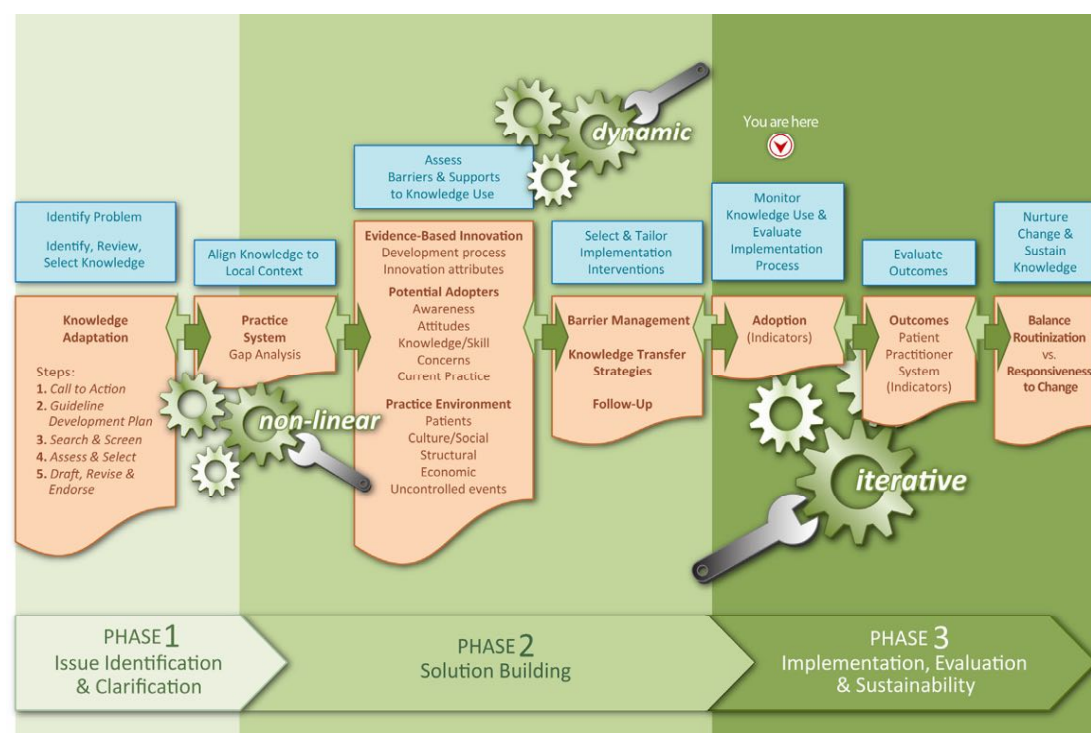 Identify Problem
Identify, Review,
Select Knowledge
Knowledge
Adaptation
Steps:
1. Call to Action
2. Guideline
Development Plan
3. Search & Screen
4. Assess & Select
5. Draft, Revise &
Endorse
Align Knowledge to
Local Context
Practice
System
Gap Analysis
non-linear
Assess
Barriers & Supports
to Knowledge Use
Evidence-Based Innovation
Development process
Innovation attributes
Potential Adopters
Awareness
Attitudes
Knowledge/Skill
Concerns
Current Practice
Practice Environment
Patients
Culture/Social
Structural
Economic
Uncontrolled events
dynamic
Select & Tailor
Implementation
Interventions
Barrier Management
Knowledge Transfer
Strategies
Follow-Up
You are here
Monitor
Knowledge Use &
Evaluate
Implementation
Process
Adoption
(Indicators)
iterative
Evaluate
Outcomes
Outcomes
Patient
Practitioner
System
(Indicators)
Nurture
Change &
Sustain
Knowledge
Balance
Routinization
vs.
Responsiveness
to Change
PHASE 1
Issue Identification
& Clarification
PHASE 2
Solution Building
PHASE 3
Implementation, Evaluation
& Sustainability